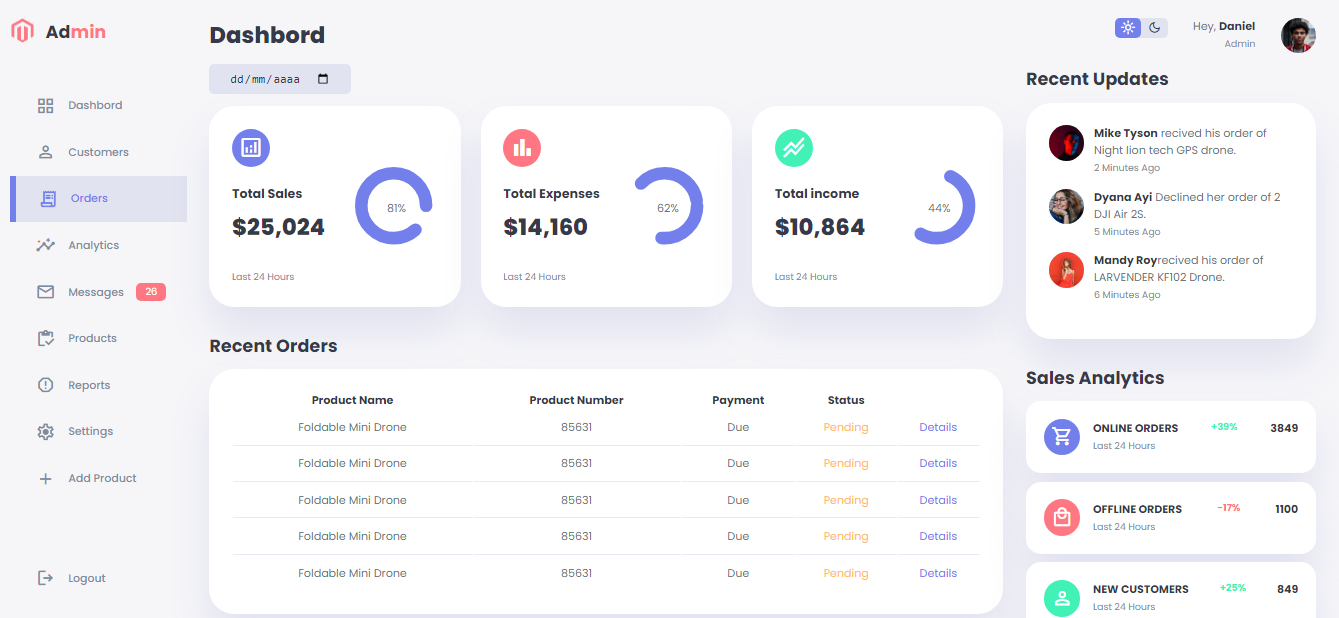 Admin
Dashbord
Customers
Orders
Analytics
Messages 26
Products
Reports
Settings
Add Product
Logout
Dashbord
dd/mm/aaaa
Total Sales
$25,024
81%
Last 24 Hours
Total Expenses
$14,160
62%
Last 24 Hours
Total income
$10,864
44%
Last 24 Hours
Recent Orders
Product Name Product Number Payment Status
Foldable Mini Drone 85631 Due Pending Details
Foldable Mini Drone 85631 Due Pending Details
Foldable Mini Drone 85631 Due Pending Details
Foldable Mini Drone 85631 Due Pending Details
Foldable Mini Drone 85631 Due Pending Details
Hey, Daniel
Admin
Recent Updates
Mike Tyson recived his order of
Night lion tech GPS drone.
2 Minutes Ago
Dyana Ayi Declined her order of 2
DJI Air 2S.
5 Minutes Ago
Mandy Royrecived his order of
LARVENDER KF102 Drone.
6 Minutes Ago
Sales Analytics
ONLINE ORDERS +39% 3849
Last 24 Hours
OFFLINE ORDERS -17% 1100
Last 24 Hours
NEW CUSTOMERS +25% 849
Last 24 Hours